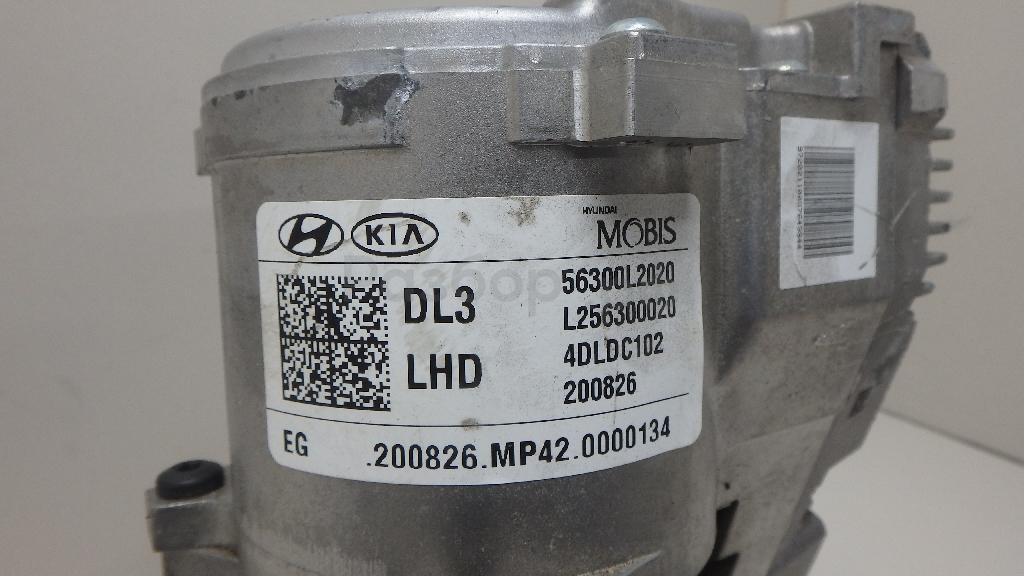 HYUNDAI
KIA MOBIS
56300L2020
DL3
L256300020
4DLDC102
LHD
200826
EG .200826.MP42.0000134